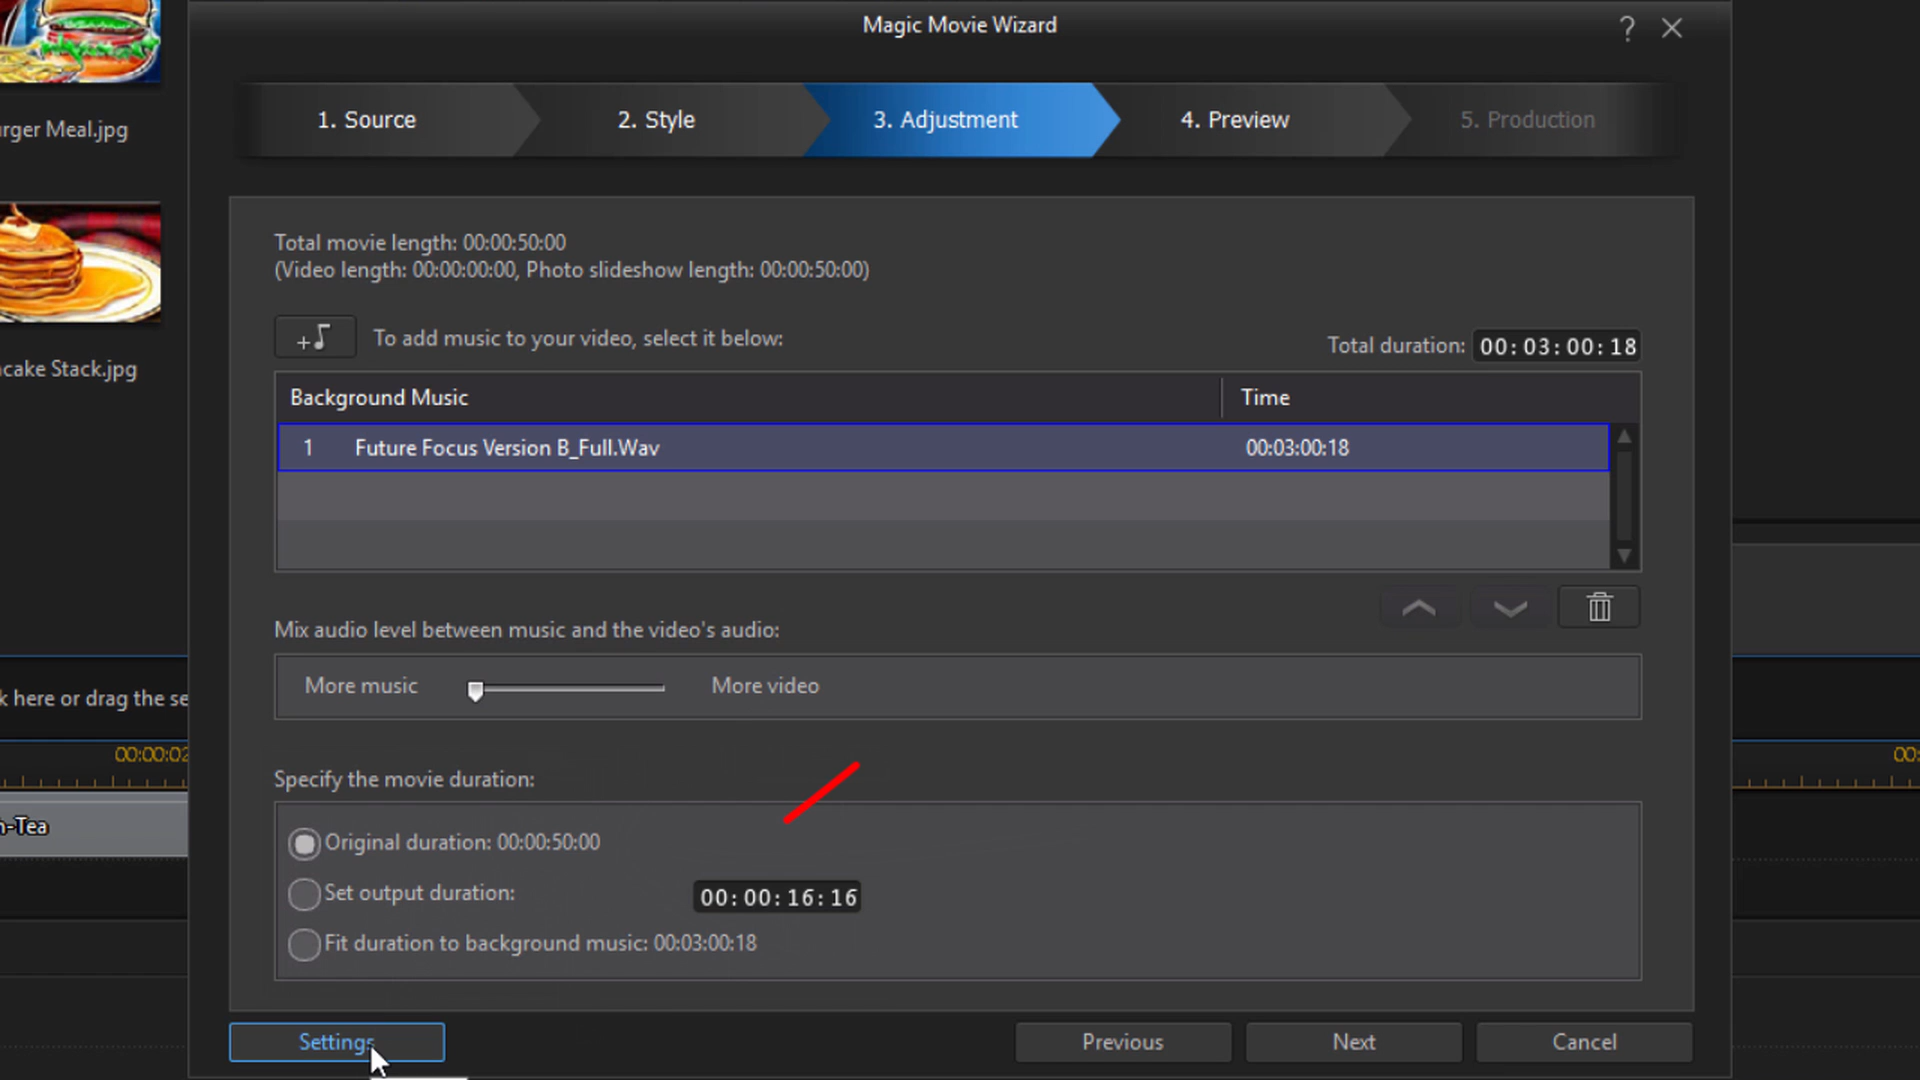 Magic Movie Wizard
?
1. Source
2. Style
3. Adjustment
4. Preview
5. Production
rger Meal.jpg
cake Stack.jpg
Total movie length: 00:00:50:00
(Video length: 00:00:00:00, Photo slideshow length: 00:00:50:00)
To add music to your video, select it below:
Total duration: 00:03:00:18
Background Music
Time
1 Future Focus Version B_Full.Wav 00:03:00:18
Mix audio level between music and the video's audio:
More music
More video
k here or drag the se
00:00:02
00:
Specify the movie duration:
-Tea
Original duration: 00:00:50:00
Set output duration: 00:00:16:16
Fit duration to background music: 00:03:00:18
Settings
Previous
Next
Cancel